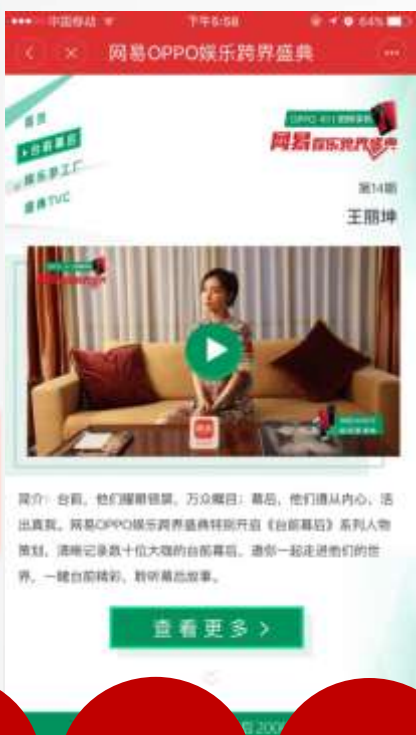 中国移动
下午5:58
64%
网易OPPO娱乐跨界盛典
首页
台前幕后
娱乐梦工厂
盛典TVC
网易娱乐跨界盛典
第14期
王丽坤
简介：台前，他们耀眼银屏，万众瞩目；幕后，他们遵从内心，活
出真我。网易OPPO娱乐跨界盛典特别开启《台前幕后》系列人物
策划，清晰记录数十位大咖的台前幕后，邀你一起走进他们的世
界，一睹台前精彩，聆听幕后故事。
查看更多 >